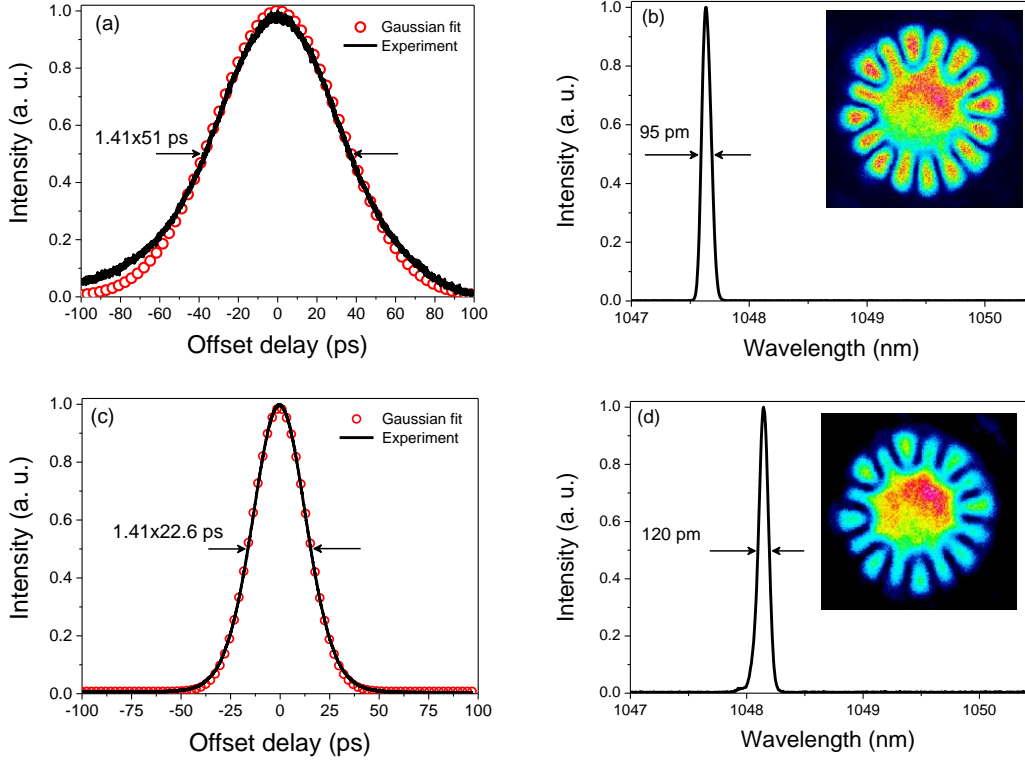 (a)
Gaussian fit
Experiment
1.41x51 ps
Intensity (a. u.)
1.0
0.8
0.6
0.4
0.2
0.0
-100 -80 -60 -40 -20 0 20 40 60 80 100
Offset delay (ps)
(b)
95 pm
Intensity (a. u.)
1.0
0.8
0.6
0.4
0.2
0.0
1047 1048 1049 1050
Wavelength (nm)
(c)
Gaussian fit
Experiment
1.41x22.6 ps
Intensity (a. u.)
1.0
0.8
0.6
0.4
0.2
0.0
-100 -75 -50 -25 0 25 50 75 100
Offset delay (ps)
(d)
120 pm
Intensity (a. u.)
1.0
0.8
0.6
0.4
0.2
0.0
1047 1048 1049 1050
Wavelength (nm)